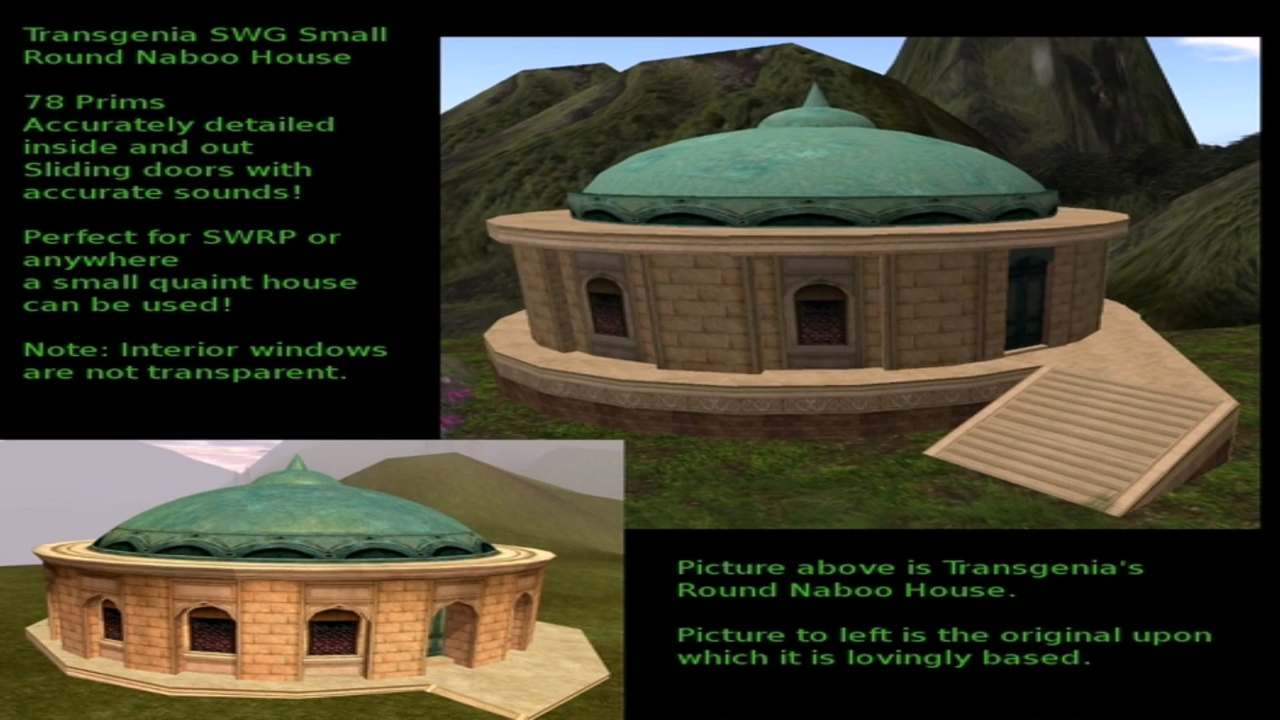 Transgenia SWG Small
Round Naboo House
78 Prims
Accurately detailed
inside and out
Sliding doors with
accurate sounds!
Perfect for SWRP or
anywhere
a small quaint house
can be used!
Note: Interior windows
are not transparent.
Picture above is Transgenia's
Round Naboo House.
Picture to left is the original upon
which it is lovingly based.